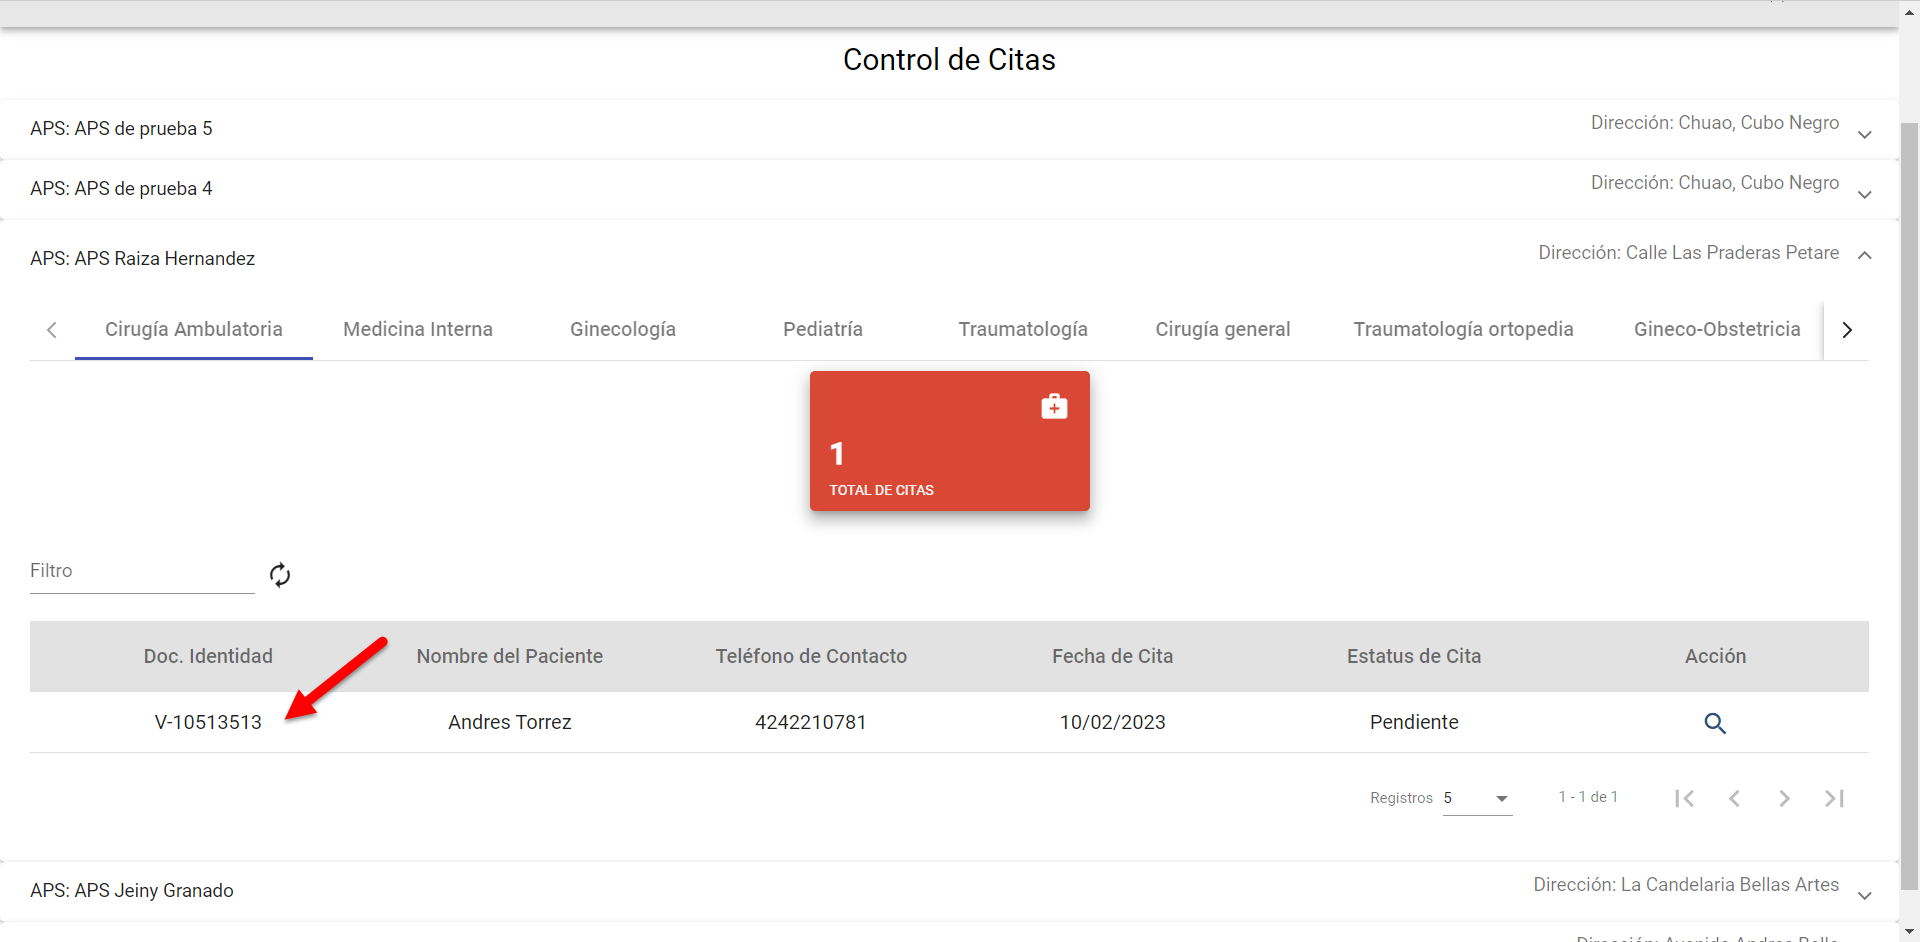 Control de Citas
APS: APS de prueba 5
Dirección: Chuao, Cubo Negro
APS: APS de prueba 4
Dirección: Chuao, Cubo Negro
APS: APS Raiza Hernandez
Dirección: Calle Las Praderas Petare
Cirugía Ambulatoria
Medicina Interna
Ginecología
Pediatría
Traumatología
Cirugía general
Traumatología ortopedia
Gineco-Obstetricia
1
TOTAL DE CITAS
Filtro
Doc. Identidad
Nombre del Paciente
Teléfono de Contacto
Fecha de Cita
Estatus de Cita
Acción
V-10513513
Andres Torrez
4242210781
10/02/2023
Pendiente
Registros 5
1 - 1 de 1
APS: APS Jeiny Granado
Dirección: La Candelaria Bellas Artes
Dirección: Avenida Andres Bello